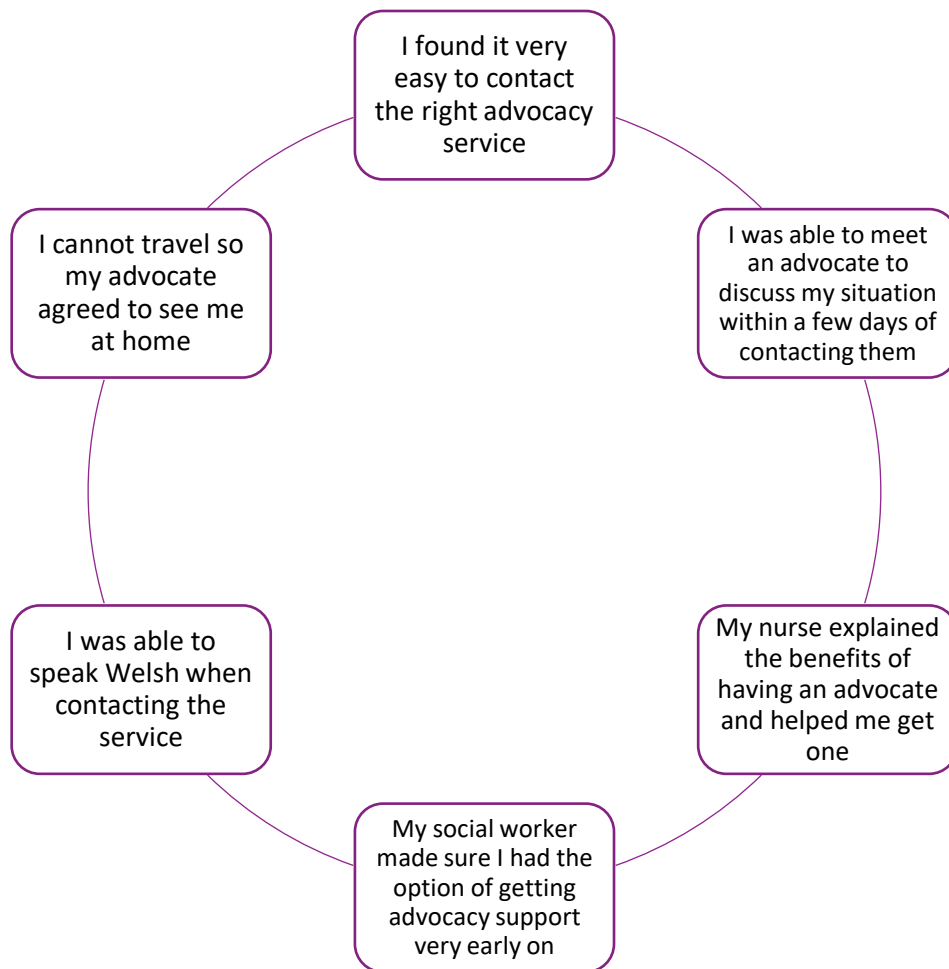 I found it very
easy to contact
the right advocacy
service
I was able to meet
an advocate to
discuss my situation
within a few days of
contacting them
My nurse explained
the benefits of
having an advocate
and helped me get
one
My social worker
made sure I had the
option of getting
advocacy support
very early on
I was able to
speak Welsh when
contacting the
service
I cannot travel so
my advocate
agreed to see me
at home